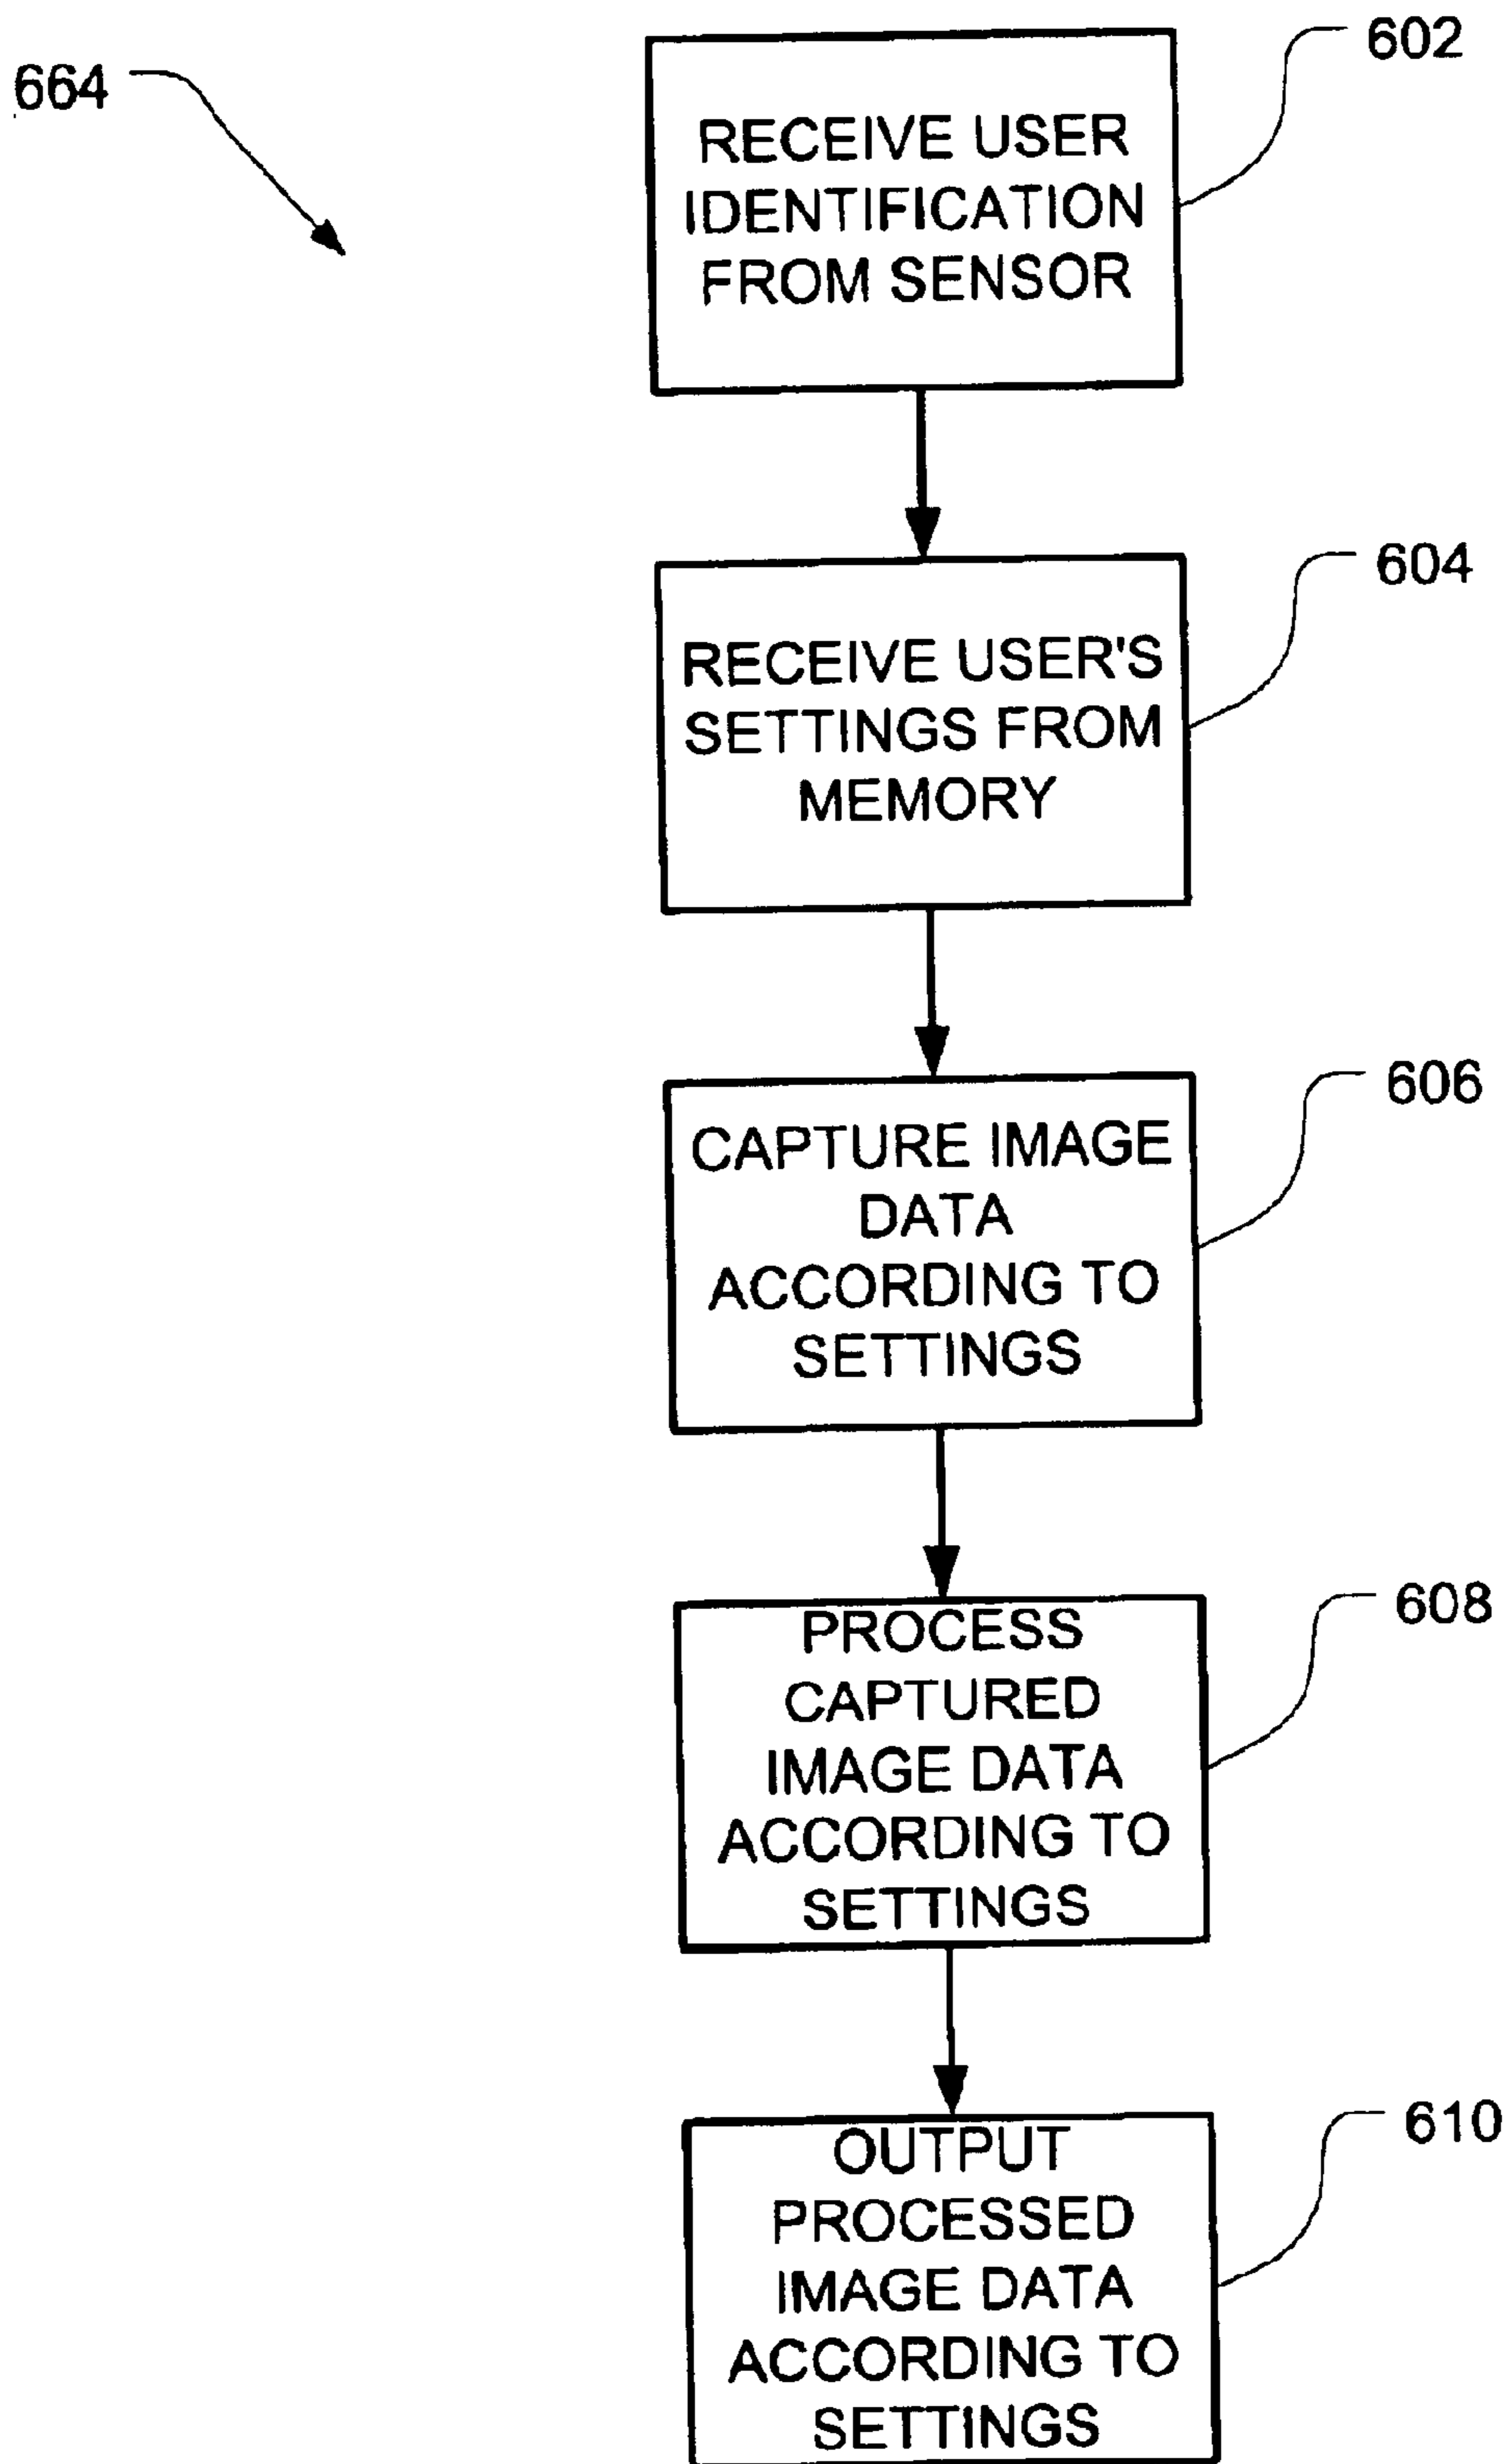 602
664
RECEIVE USER
IDENTIFICATION
FROM SENSOR
604
RECEIVE USER'S
SETTINGS FROM
MEMORY
606
CAPTURE IMAGE
DATA
ACCORDING TO
SETTINGS
608
PROCESS
CAPTURED
IMAGE DATA
ACCORDING TO
SETTINGS
610
OUTPUT
PROCESSED
IMAGE DATA
ACCORDING TO
SETTINGS